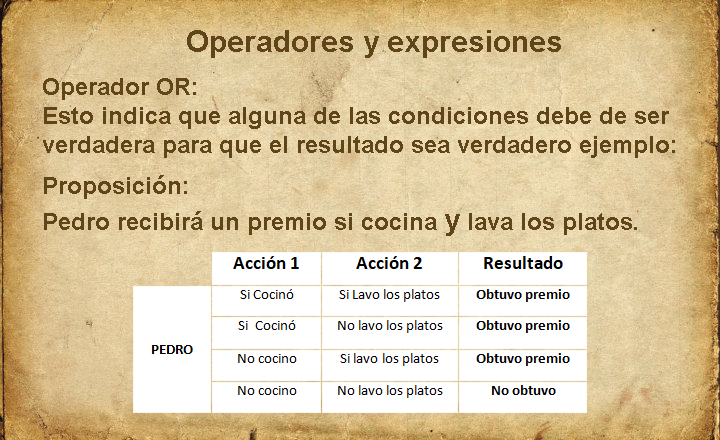 Operadores y expresiones
Operador OR:
Esto indica que alguna de las condiciones debe de ser
verdadera para que el resultado sea verdadero ejemplo:
Proposición:
Pedro recibirá un premio si cocina y lava los platos.
Acción 1 Acción 2 Resultado
Si Cocinó Si Lavo los platos Obtuvo premio
Si Cocinó No lavo los platos Obtuvo premio
PEDRO
No cocino Si lavo los platos Obtuvo premio
No cocino No lavo los platos No obtuvo